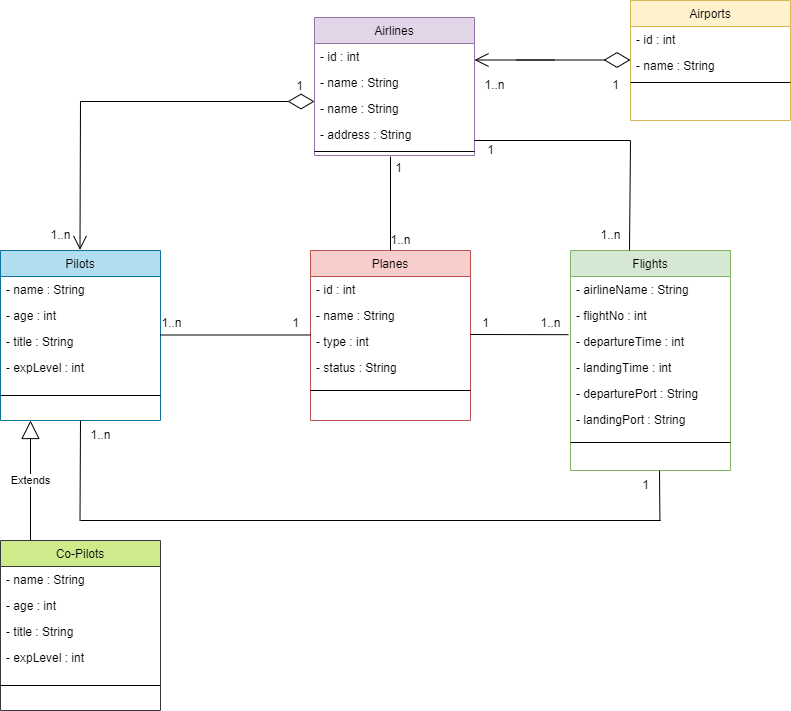 Airlines
- id : int
- name : String
- name : String
- address : String
Airports
- id : int
- name : String
1..n
1
1
1
1
1..n
1..n
1..n
Pilots
- name : String
- age : int
- title : String
- expLevel : int
Planes
- id : int
- name : String
- type : int
- status : String
Flights
- airlineName : String
- flightNo : int
- departureTime : int
- landingTime : int
- departurePort : String
- landingPort : String
1..n
1
1
1..n
1..n
1
Extends
Co-Pilots
- name : String
- age : int
- title : String
- expLevel : int